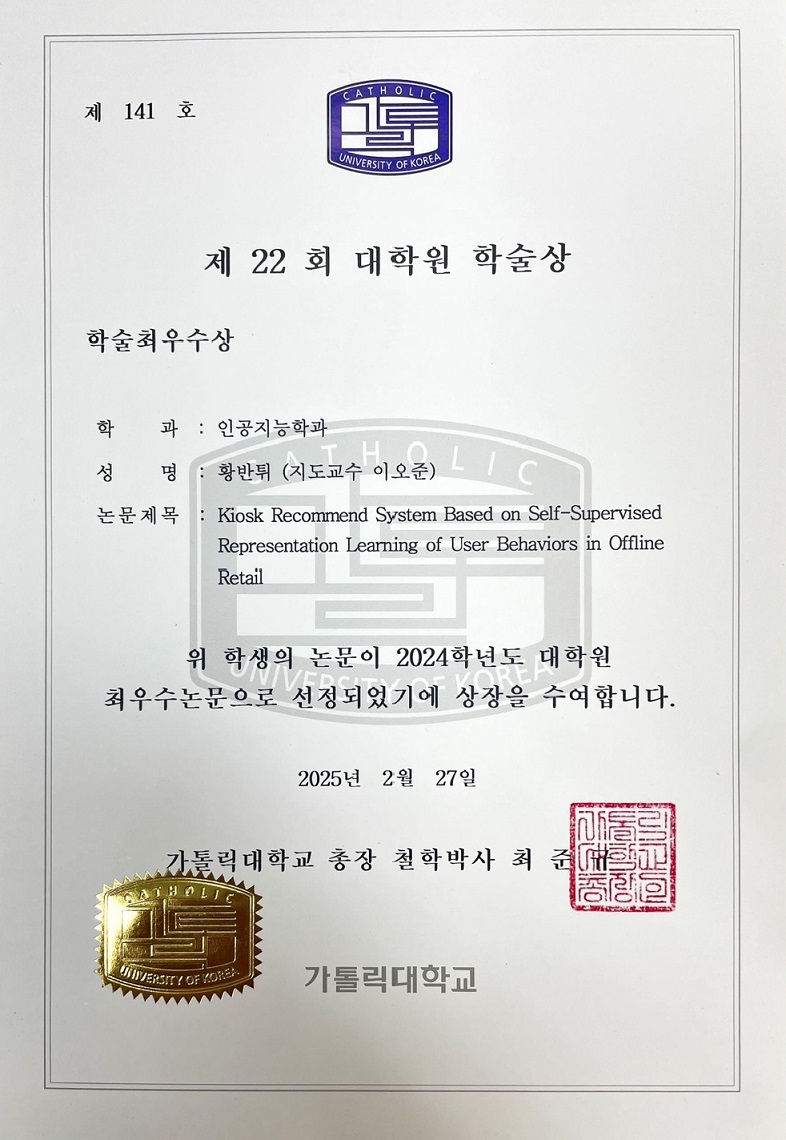 제 141 호
CATHOLIC
UNIVERSITY OF KOREA
제 22 회 대학원 학술상
학술최우수상
학 과 : 인공지능학과
성 명 : 황반튀 (지도교수 이오준)
논문제목 : Kiosk Recommend System Based on Self-Supervised
Representation Learning of User Behaviors in Offline
Retail
CATHOLIC
UNIVERSITY OF KOREA
위 학생의 논문이 2024학년도 대학원
최우수논문으로 선정되었기에 상장을 수여합니다.
2025년 2월 27일
가톨릭대학교 총장 철학박사 최 준 규
가톨릭
대학교
총장인
CATHOLIC
UNIVERSITY OF KOREA
가톨릭대학교